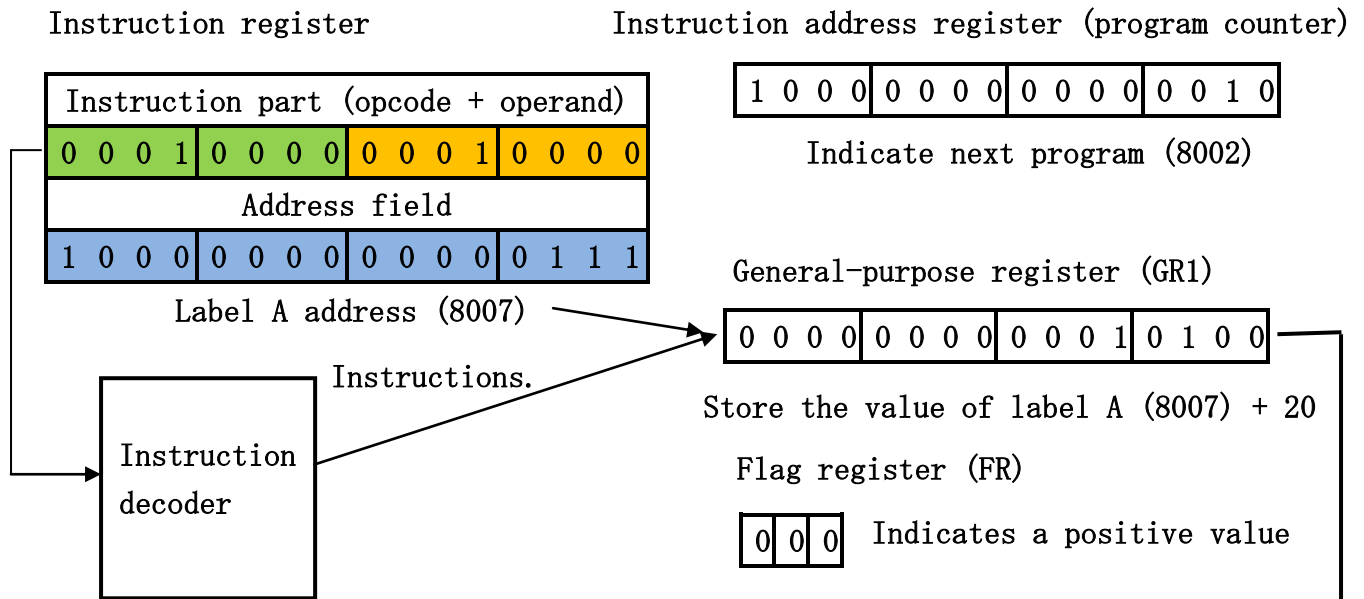 Instruction register
Instruction address register (program counter)
Instruction part (opcode + operand)
0 0 0 1 0 0 0 0 0 0 0 1 0 0 0 0
Address field
1 0 0 0 0 0 0 0 0 0 0 0 0 1 1 1
Label A address (8007)
1 0 0 0 0 0 0 0 0 0 0 0 0 0 1 0
Indicate next program (8002)
General-purpose register (GR1)
0 0 0 0 0 0 0 0 0 0 0 1 0 1 0 0
Store the value of label A (8007) + 20
Instructions.
Instruction
decoder
Flag register (FR)
0 0 0 Indicates a positive value